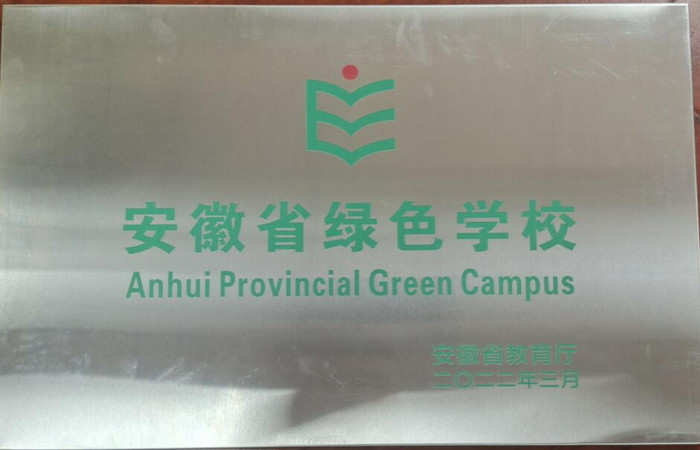 安徽省绿色学校
Anhui Provincial Green Campus
安徽省教育厅
二〇二二年三月